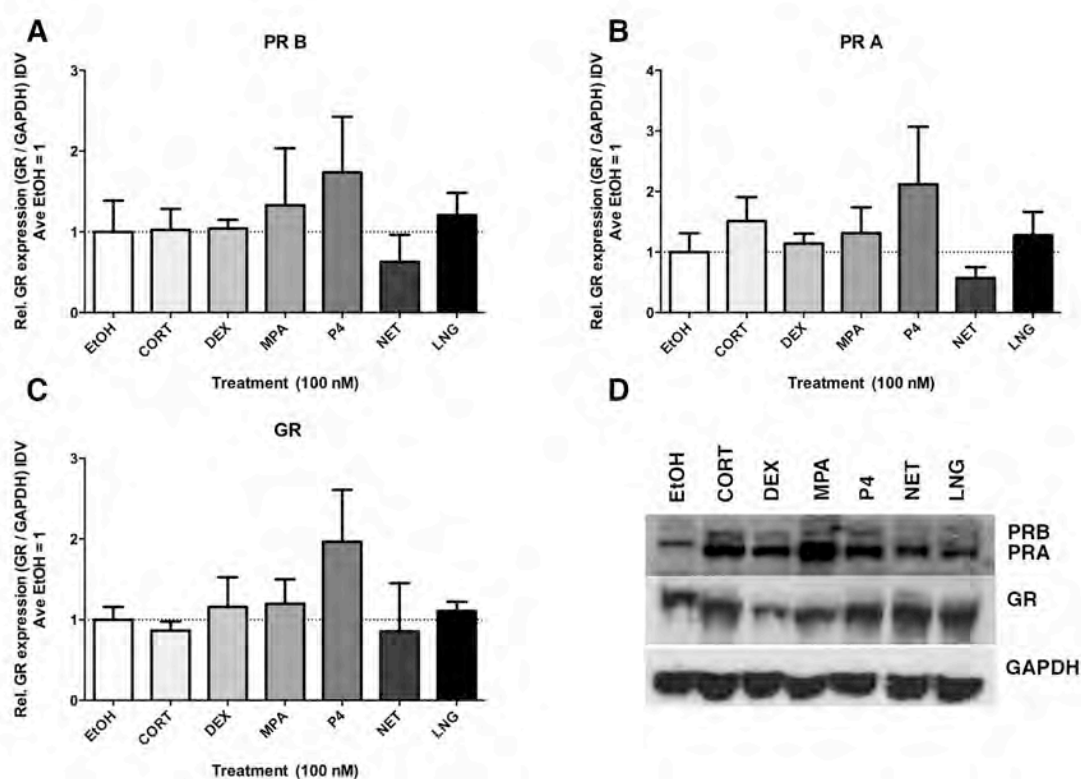 A
PR B
Rel. GR expression (GR / GAPDH) IDV
Ave EtOH = 1
3
2
1
0
EtOH
CORT
DEX
MPA
P4
NET
LNG
Treatment (100 nM)
B
PR A
Rel. GR expression (GR / GAPDH) IDV
Ave EtOH = 1
4
3
2
1
0
EtOH
CORT
DEX
MPA
P4
NET
LNG
Treatment (100 nM)
C
GR
Rel. GR expression (GR / GAPDH) IDV
Ave EtOH = 1
3
2
1
0
EtOH
CORT
DEX
MPA
P4
NET
LNG
Treatment (100 nM)
D
EtOH
CORT
DEX
MPA
P4
NET
LNG
PRB
PRA
GR
GAPDH